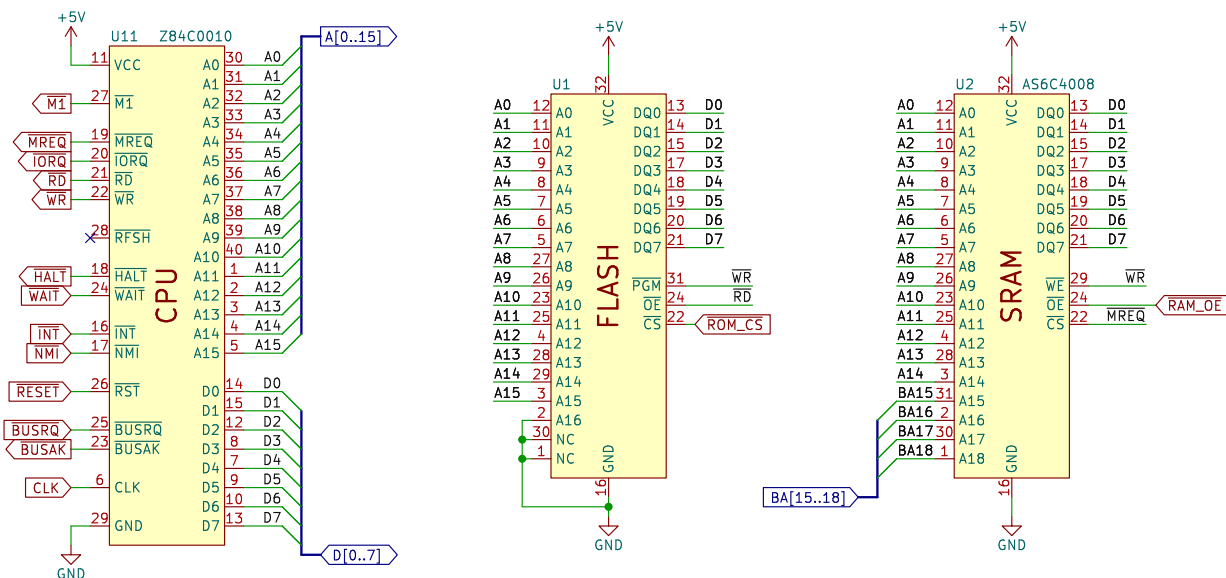 +5V
U11 Z84C0010
11 VCC
27 M1 M1
MREQ 19 MREQ
IORQ 20 IORQ
RD 21 RD
WR 22 WR
28 RFSH
HALT 18 HALT
WAIT 24 WAIT
INT 16 INT
NMI 17 NMI
RESET 26 RST
BUSRQ 25 BUSRQ
BUSAK 23 BUSAK
CLK 6 CLK
29 GND
GND
CPU
A0 30 A0
A1 31 A1
A2 32 A2
A3 33 A3
A4 34 A4
A5 35 A5
A6 36 A6
A7 37 A7
A8 38 A8
A9 39 A9
A10 40 A10
A11 1 A11
A12 2 A12
A13 3 A13
A14 4 A14
A15 5 A15
D0 14 D0
D1 15 D1
D2 12 D2
D3 8 D3
D4 7 D4
D5 9 D5
D6 10 D6
D7 13 D7
A[0..15]
D[0..7]
+5V
U1
32
VCC
A0 12 A0
A1 11 A1
A2 10 A2
A3 9 A3
A4 8 A4
A5 7 A5
A6 6 A6
A7 5 A7
A8 27 A8
A9 26 A9
A10 23 A10
A11 25 A11
A12 4 A12
A13 28 A13
A14 29 A14
A15 3 A15
2 A16
30 NC
1 NC
FLASH
DQ0 13 D0
DQ1 14 D1
DQ2 15 D2
DQ3 17 D3
DQ4 18 D4
DQ5 19 D5
DQ6 20 D6
DQ7 21 D7
PGM 31 WR
OE 24 RD
CS 22 ROM_CS
GND
16
GND
+5V
U2 AS6C4008
32
VCC
A0 12 A0
A1 11 A1
A2 10 A2
A3 9 A3
A4 8 A4
A5 7 A5
A6 6 A6
A7 5 A7
A8 27 A8
A9 26 A9
A10 23 A10
A11 25 A11
A12 4 A12
A13 28 A13
A14 3 A14
BA15 31 A15
BA16 2 A16
BA17 30 A17
BA18 1 A18
BA[15..18]
SRAM
DQ0 13 D0
DQ1 14 D1
DQ2 15 D2
DQ3 17 D3
DQ4 18 D4
DQ5 19 D5
DQ6 20 D6
DQ7 21 D7
WE 29 WR
OE 24 RAM_OE
CS 22 MREQ
GND
16
GND